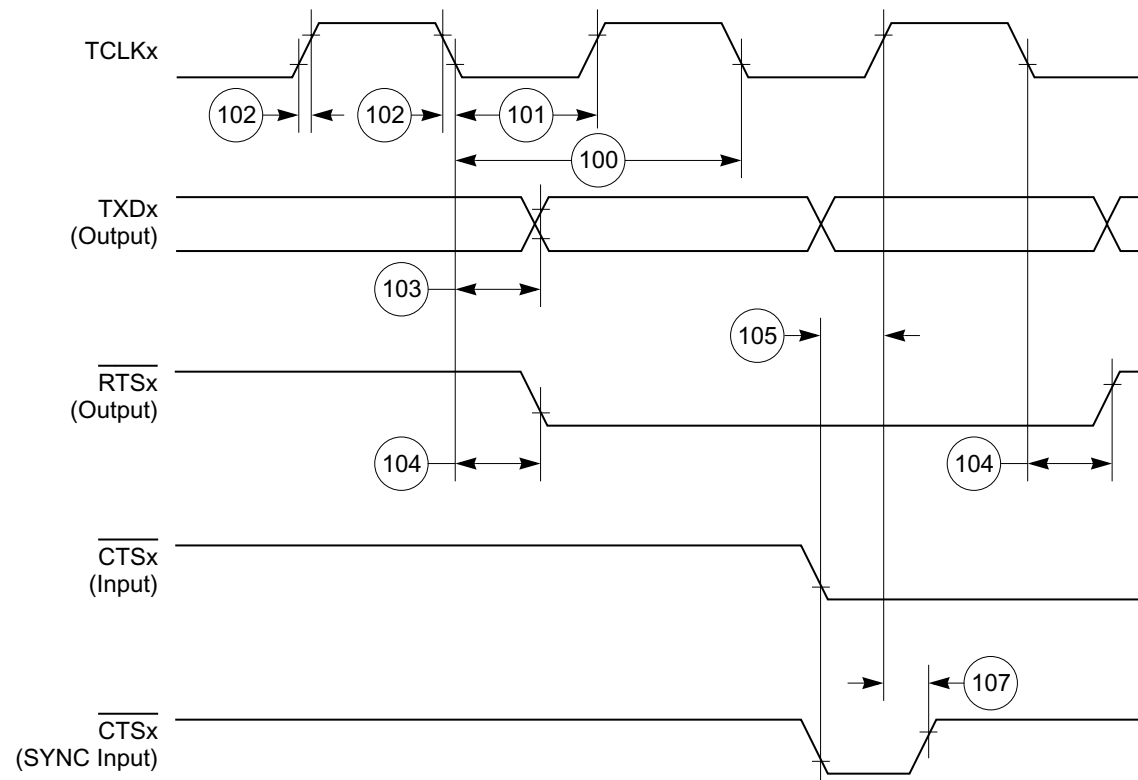 TCLKx
102
102
101
100
TXDx
(Output)
103
105
RTSx
(Output)
104
104
CTSx
(Input)
107
CTSx
(SYNC Input)